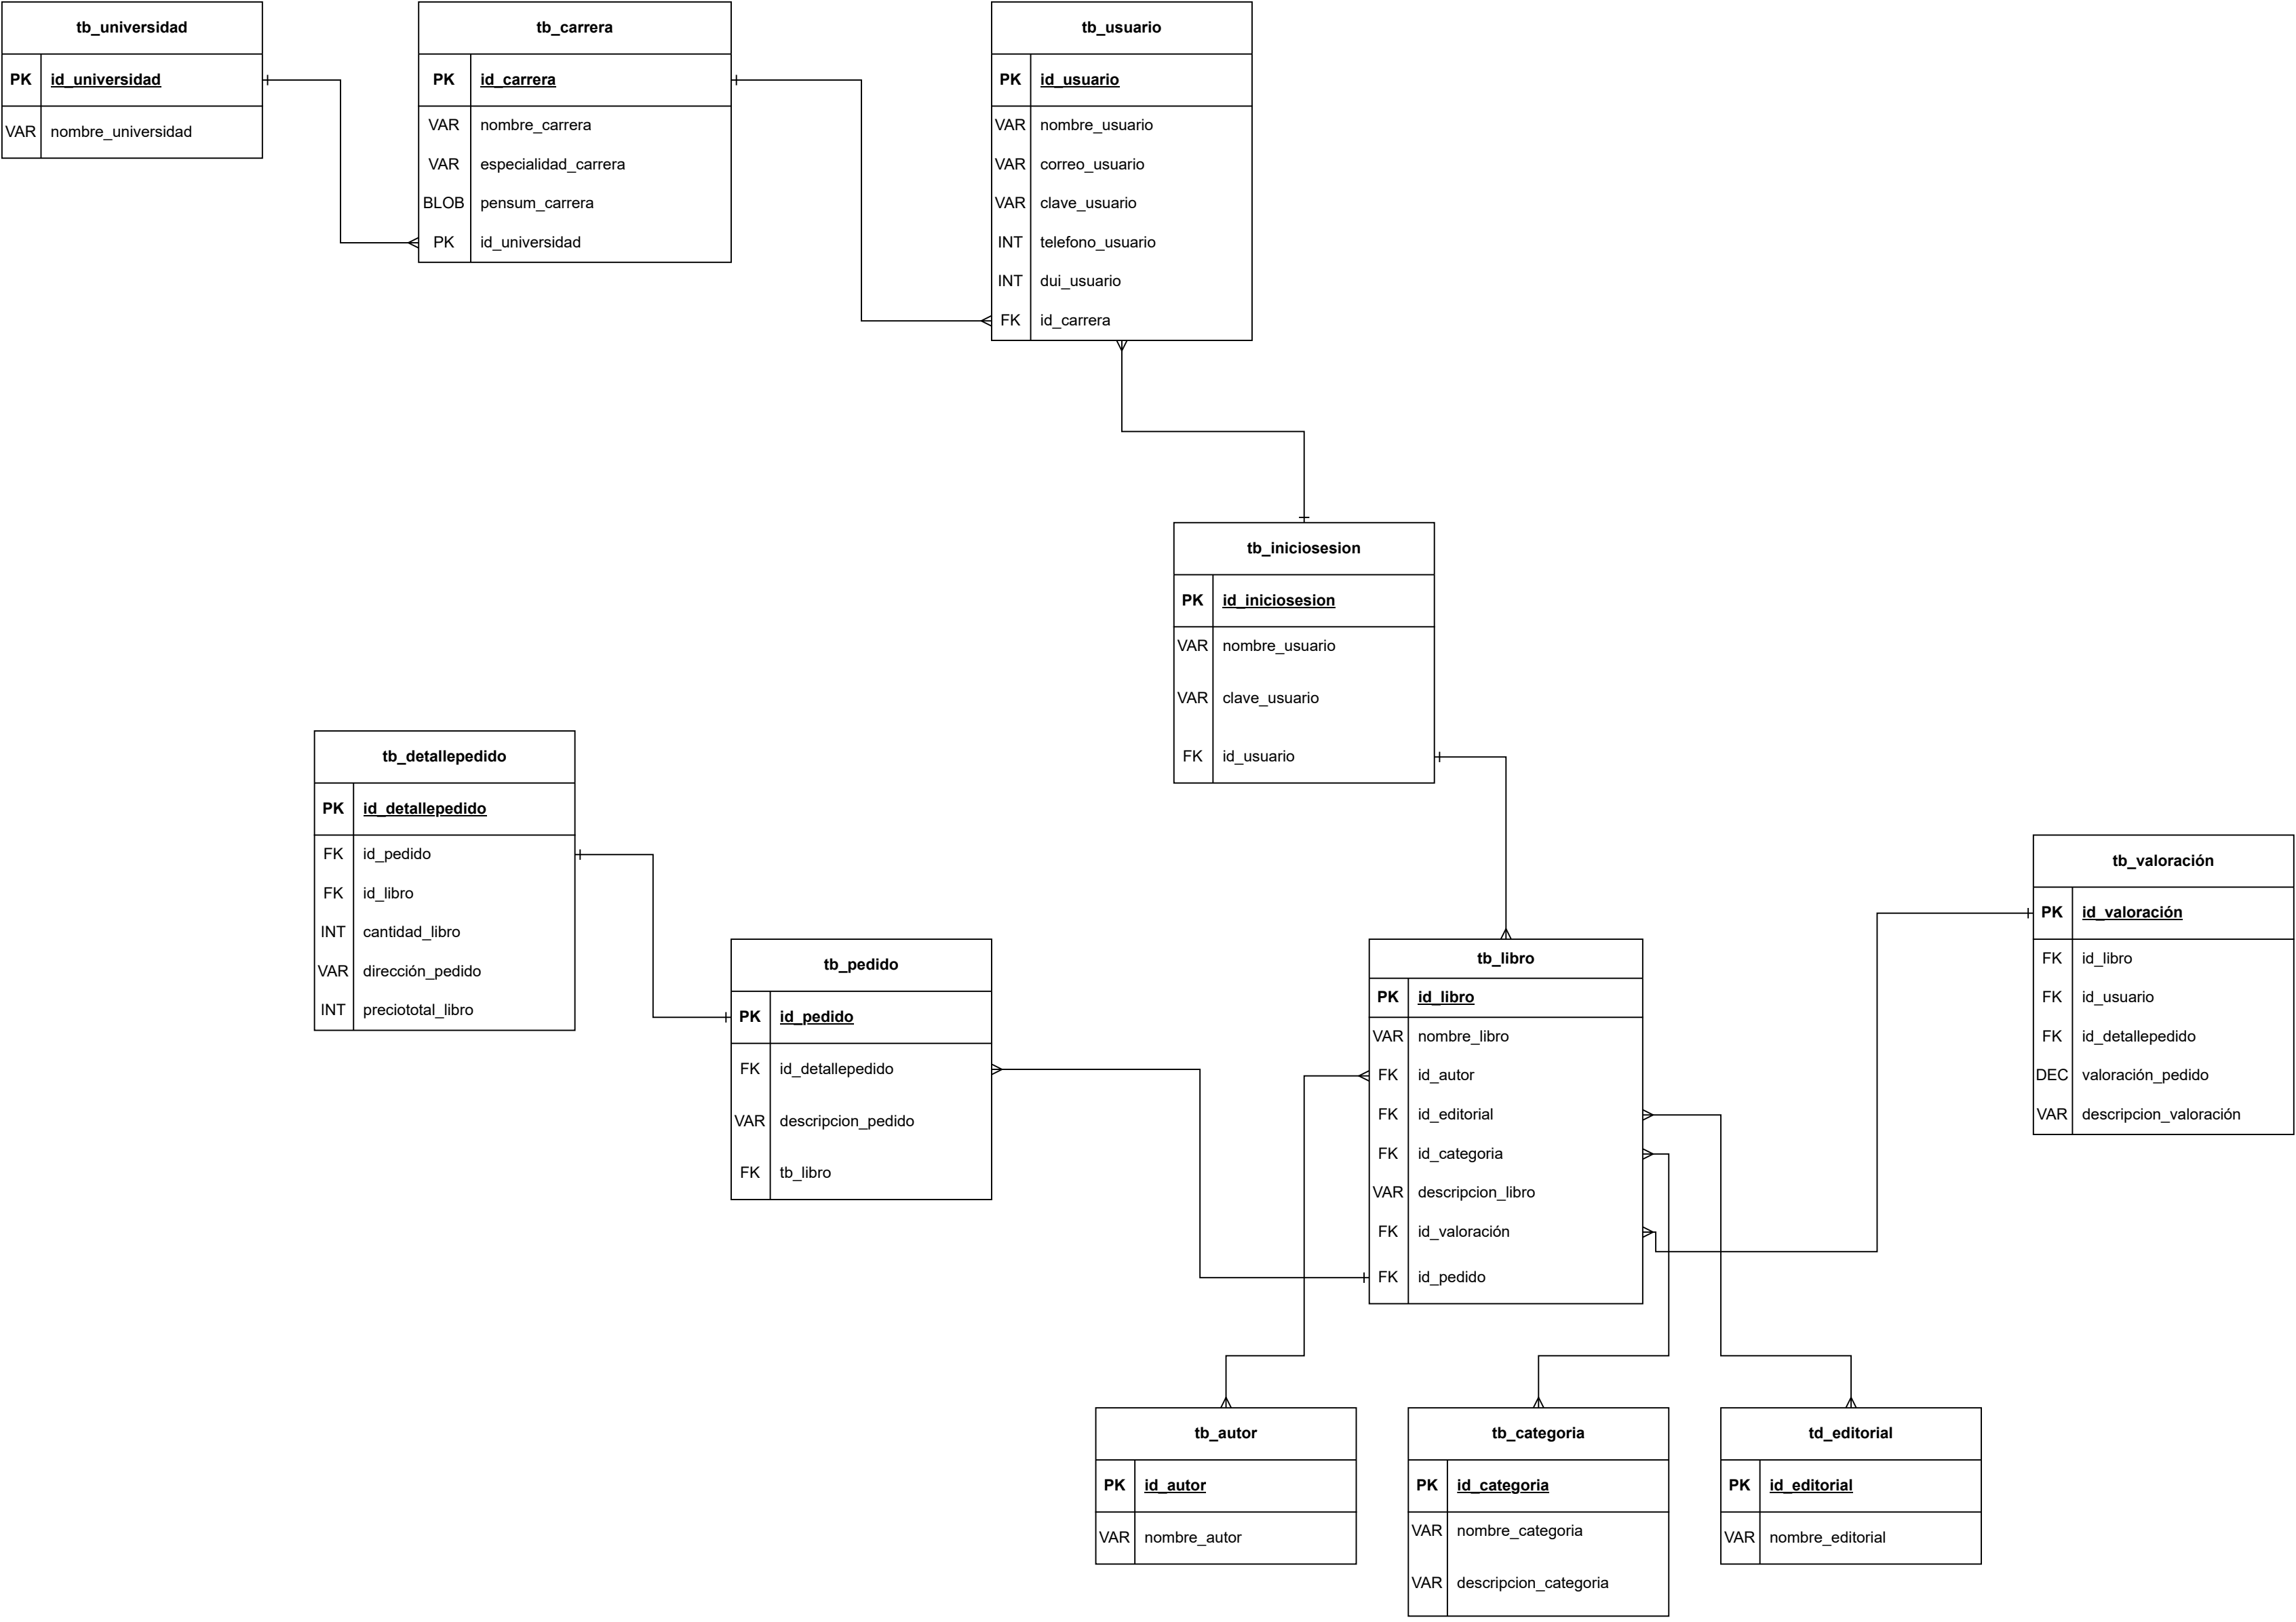 tb_universidad
PK id_universidad
VAR nombre_universidad
tb_carrera
PK id_carrera
VAR nombre_carrera
VAR especialidad_carrera
BLOB pensum_carrera
PK id_universidad
tb_usuario
PK id_usuario
VAR nombre_usuario
VAR correo_usuario
VAR clave_usuario
INT telefono_usuario
INT dui_usuario
FK id_carrera
tb_iniciosesion
PK id_iniciosesion
VAR nombre_usuario
VAR clave_usuario
FK id_usuario
tb_detallepedido
PK id_detallepedido
FK id_pedido
FK id_libro
INT cantidad_libro
VAR dirección_pedido
INT preciototal_libro
tb_pedido
PK id_pedido
FK id_detallepedido
VAR descripcion_pedido
FK tb_libro
tb_libro
PK id_libro
VAR nombre_libro
FK id_autor
FK id_editorial
FK id_categoria
VAR descripcion_libro
FK id_valoración
FK id_pedido
tb_valoración
PK id_valoración
FK id_libro
FK id_usuario
FK id_detallepedido
DEC valoración_pedido
VAR descripcion_valoración
tb_autor
PK id_autor
VAR nombre_autor
tb_categoria
PK id_categoria
VAR nombre_categoria
VAR descripcion_categoria
td_editorial
PK id_editorial
VAR nombre_editorial